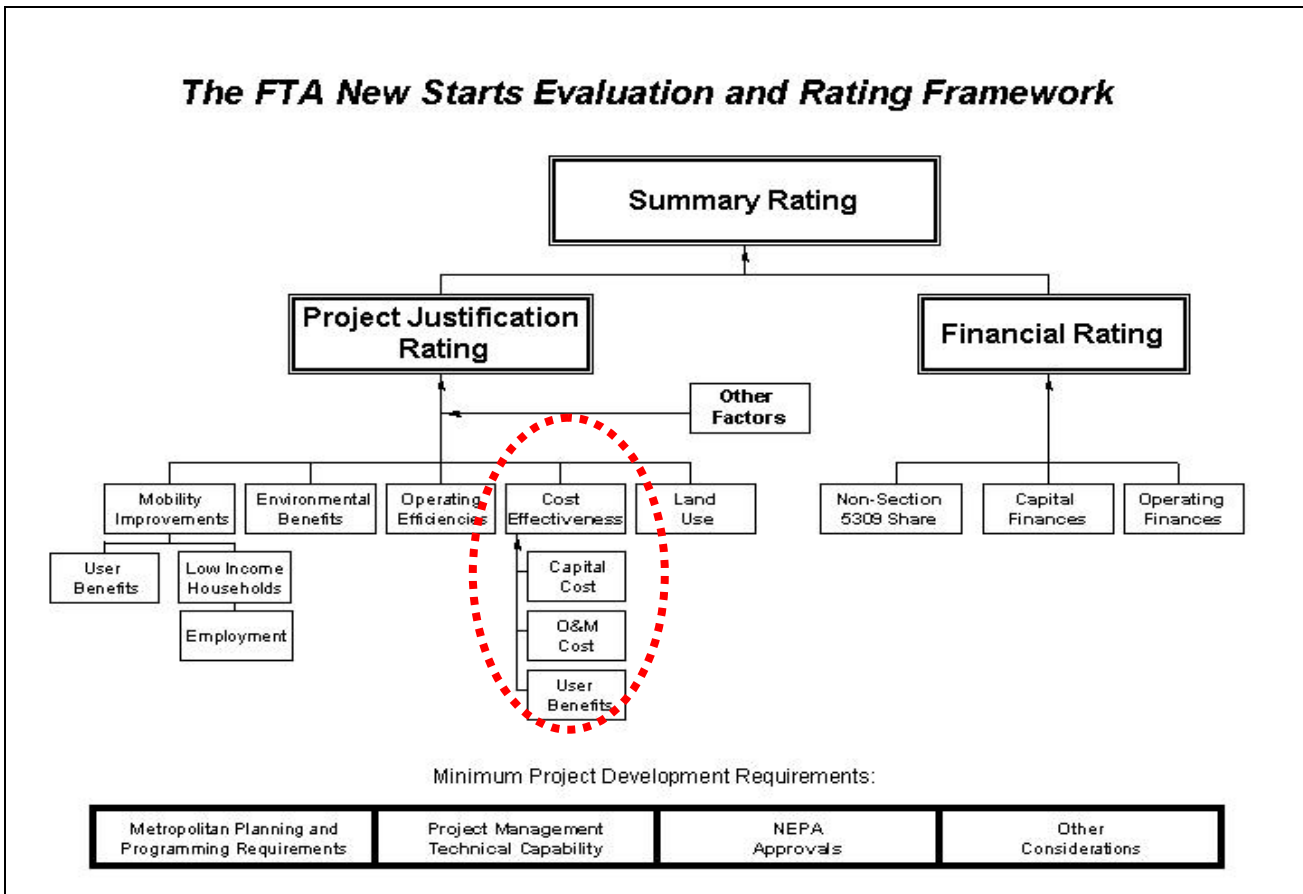 The FTA New Starts Evaluation and Rating Framework
Summary Rating
Project Justification
Rating
Financial Rating
Other
Factors
Mobility
Improvements
Environmental
Benefits
Operating
Efficiencies
Cost
Effectiveness
Land
Use
Non-Section
5309 Share
Capital
Finances
Operating
Finances
User
Benefits
Low Income
Households
Capital
Cost
Employment
O&M
Cost
User
Benefits
Minimum Project Development Requirements:
Metropolitan Planning and
Programming Requirements
Project Management
Technical Capability
NEPA
Approvals
Other
Considerations